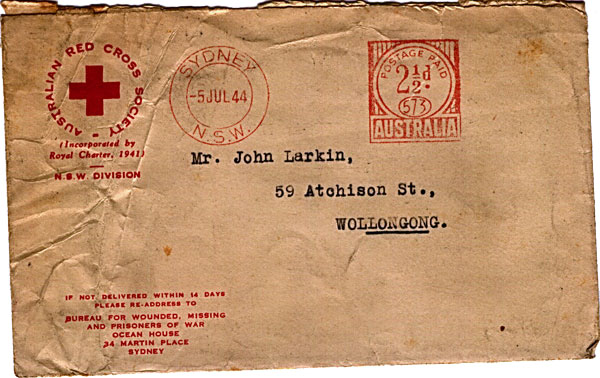 AUSTRALIAN RED CROSS SOCIETY
(Incorporated by
Royal Charter, 1941)
N.S.W. DIVISION
SYDNEY
-5 JUL 44
N.S.W.
POSTAGE PAID
2½d.
573
AUSTRALIA
Mr. John Larkin,
59 Atchison St.,
WOLLONGONG.
IF NOT DELIVERED WITHIN 14 DAYS
PLEASE RE-ADDRESS TO
BUREAU FOR WOUNDED, MISSING
AND PRISONERS OF WAR
OCEAN HOUSE
34 MARTIN PLACE
SYDNEY